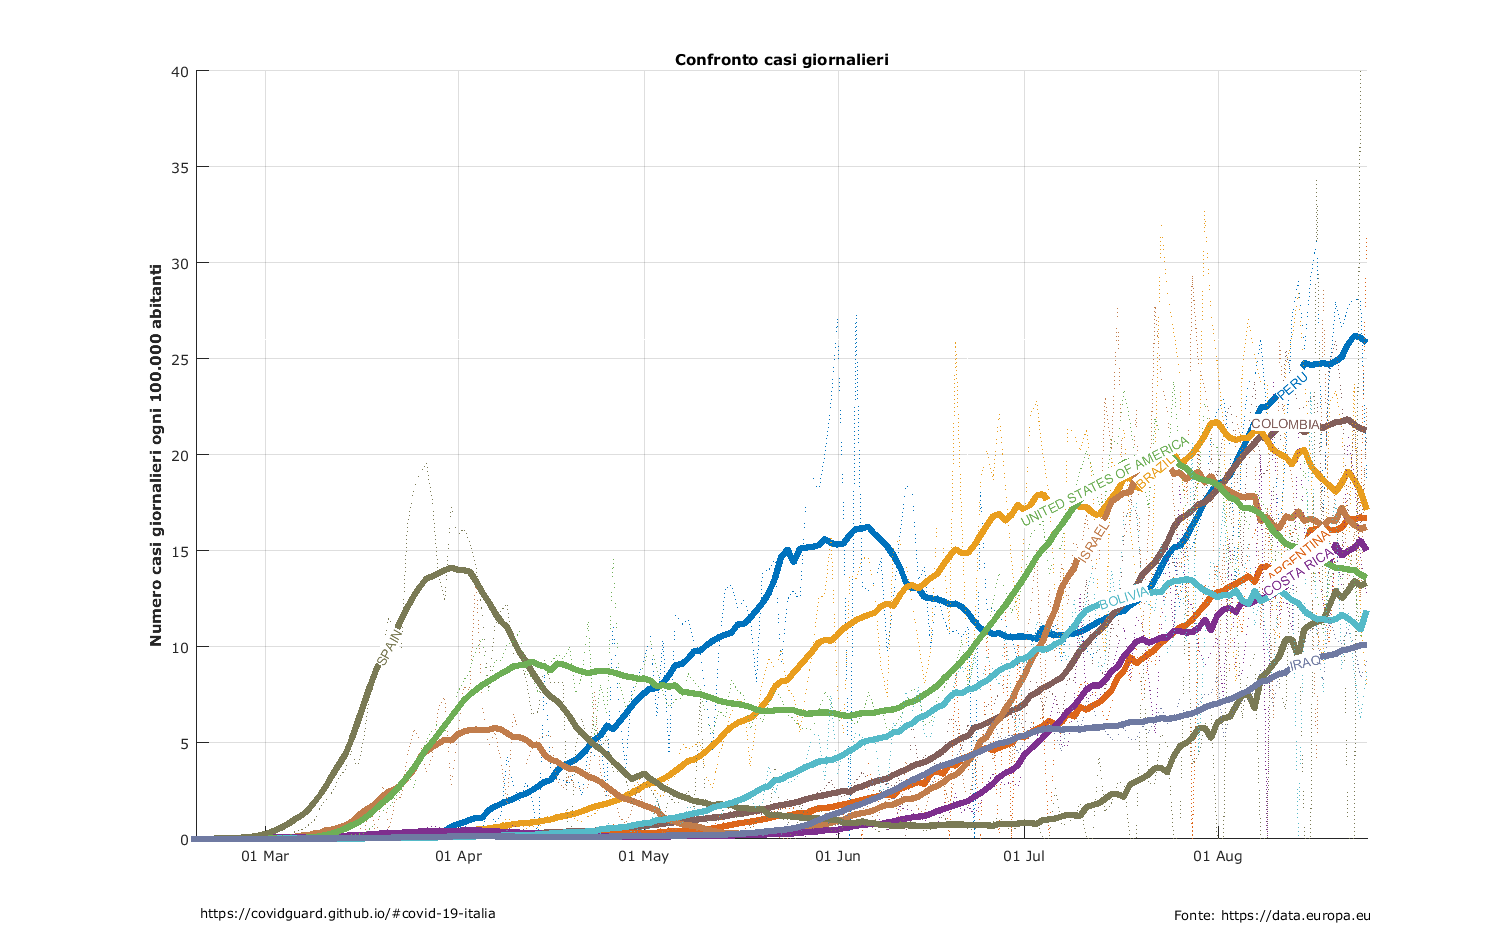 Confronto casi giornalieri
Numero casi giornalieri ogni 100.000 abitanti
40
35
30
25
20
15
10
5
0
01 Mar
01 Apr
01 May
01 Jun
01 Jul
01 Aug
SPAIN
UNITED STATES OF AMERICA
BRAZIL
ISRAEL
BOLIVIA
PERU
COLOMBIA
ARGENTINA
COSTA RICA
IRAQ
https://covidguard.github.io/#covid-19-italia
Fonte: https://data.europa.eu